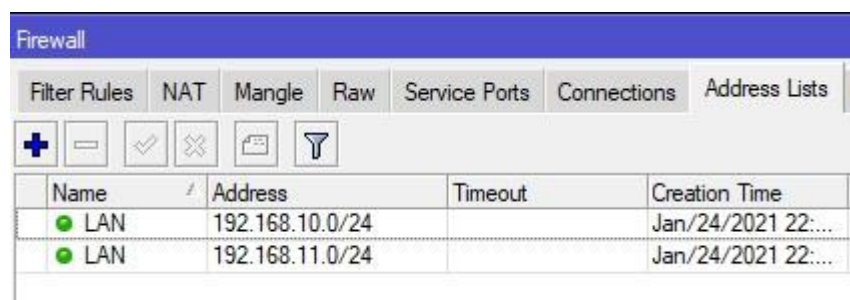 Firewall
Filter Rules NAT Mangle Raw Service Ports Connections Address Lists
Name / Address Timeout Creation Time
LAN 192.168.10.0/24 Jan/24/2021 22:...
LAN 192.168.11.0/24 Jan/24/2021 22:...